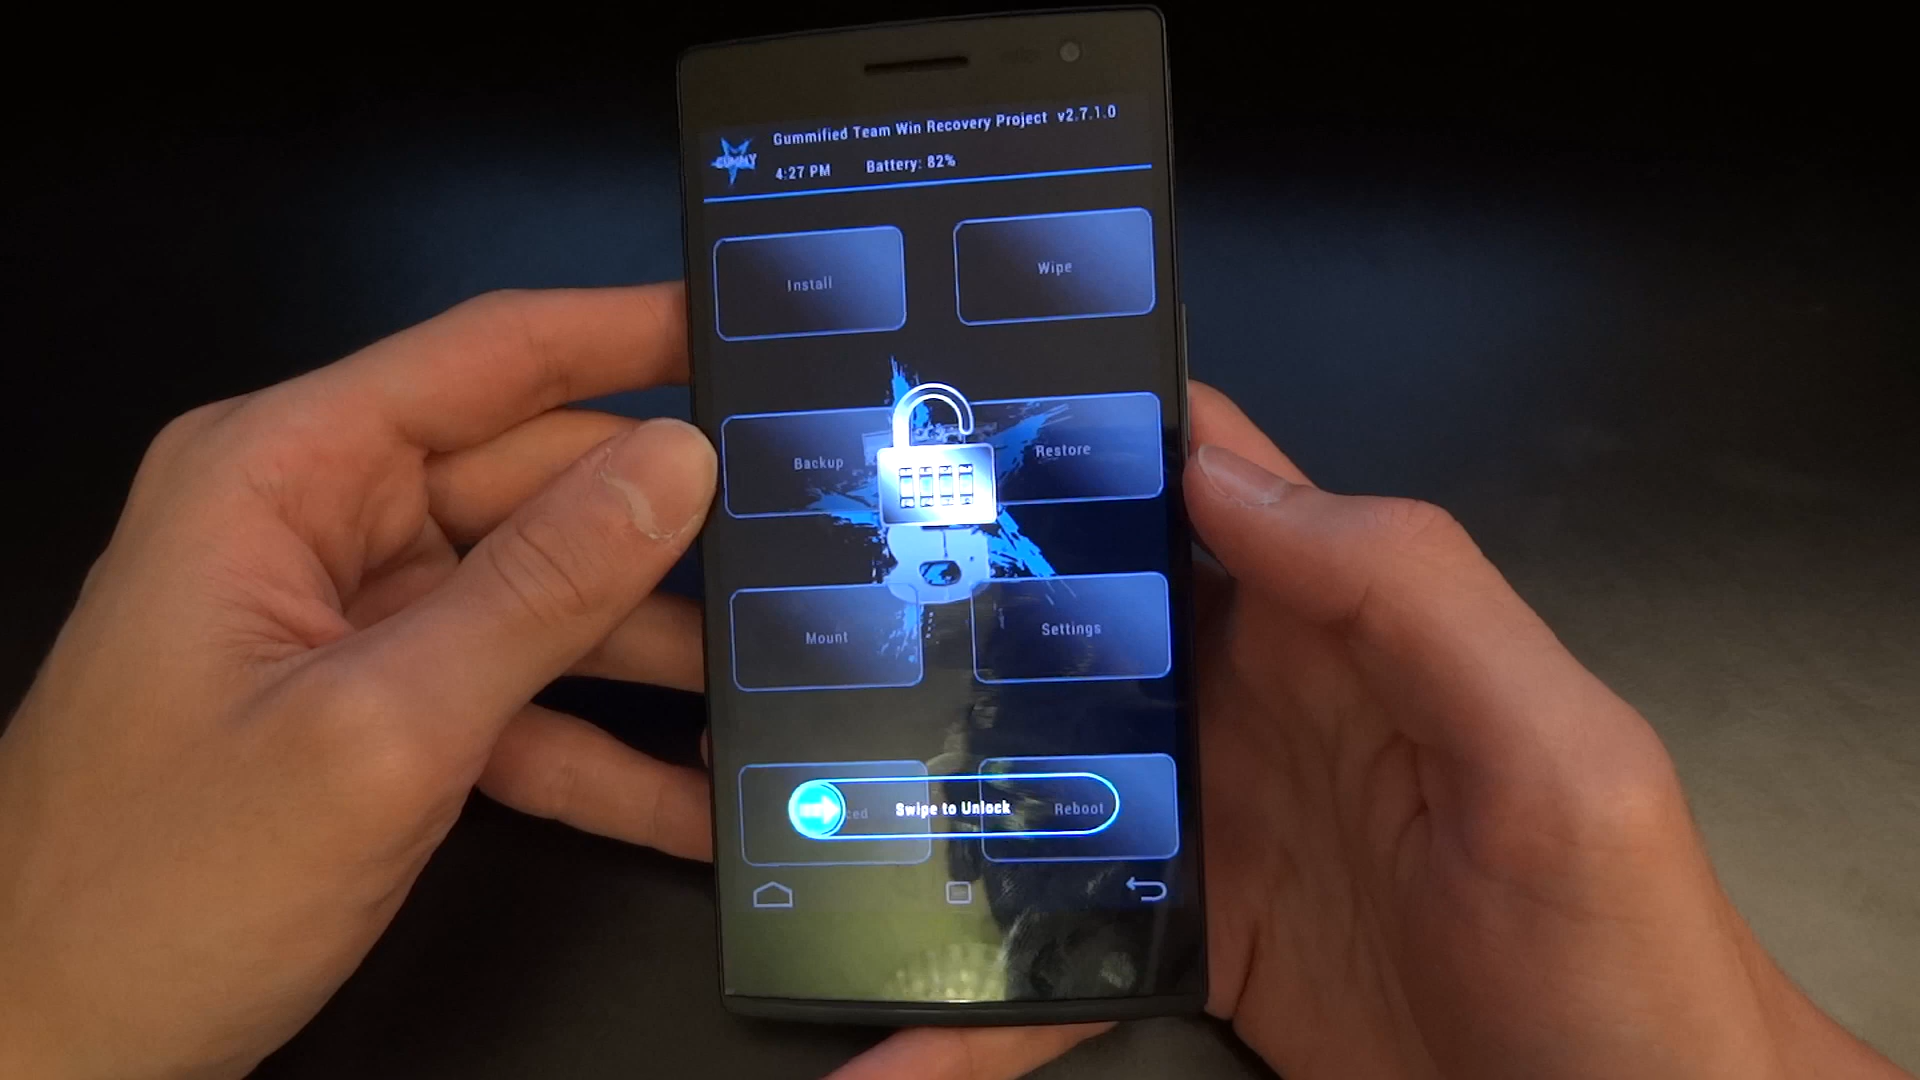 Gummified Team Win Recovery Project v2.7.1.0
GUMMY
4:27 PM Battery: 82%
Install
Wipe
Backup
Restore
Mount
Settings
Swipe to Unlock
Reboot